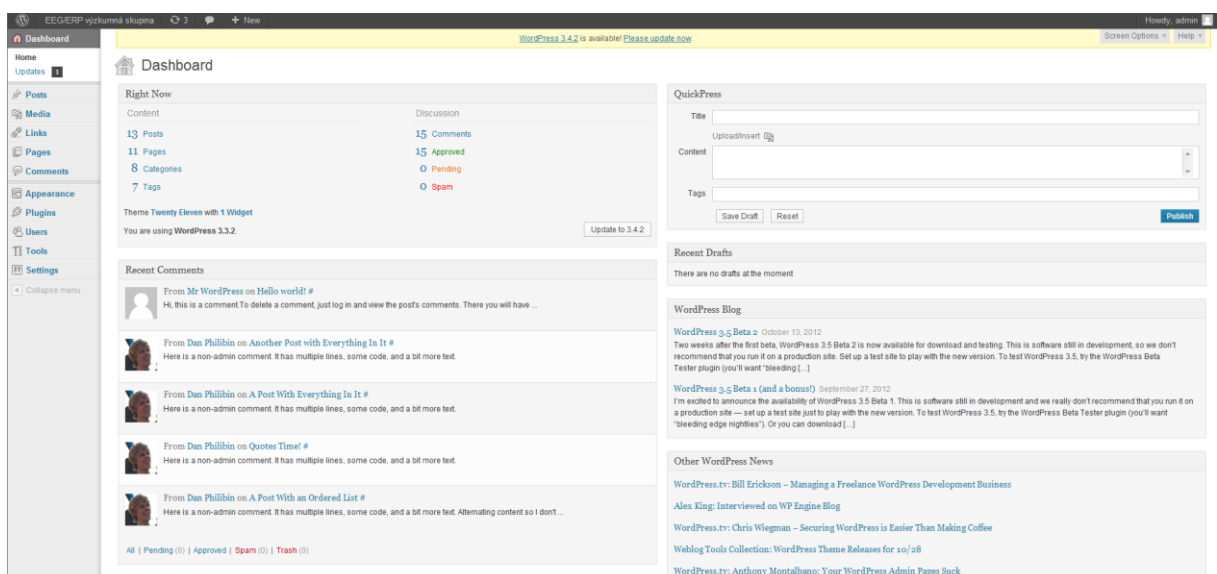 EEG/ERP výzkumná skupina 3 + New Howdy, admin
Dashboard
Home
Updates 3
Posts
Media
Links
Pages
Comments
Appearance
Plugins
Users
Tools
Settings
Collapse menu
WordPress 3.4.2 is available! Please update now.
Screen Options Help
Dashboard
Right Now
Content Discussion
13 Posts 15 Comments
11 Pages 15 Approved
8 Categories 0 Pending
7 Tags 0 Spam
Theme Twenty Eleven with 1 Widget
You are using WordPress 3.3.2. Update to 3.4.2
Recent Comments
From Mr WordPress on Hello world! #
Hi, this is a comment.To delete a comment, just log in and view the post's comments. There you will have ...
From Dan Philibin on Another Post with Everything In It #
Here is a non-admin comment. It has multiple lines, some code, and a bit more text.
From Dan Philibin on A Post With Everything In It #
Here is a non-admin comment. It has multiple lines, some code, and a bit more text.
From Dan Philibin on Quotes Time! #
Here is a non-admin comment. It has multiple lines, some code, and a bit more text.
From Dan Philibin on A Post With an Ordered List #
Here is a non-admin comment. It has multiple lines, some code, and a bit more text. Alternating content so I don't ...
All | Pending (0) | Approved | Spam (0) | Trash (0)
QuickPress
Title
Upload/Insert
Content
Tags
Save Draft Reset Publish
Recent Drafts
There are no drafts at the moment
WordPress Blog
WordPress 3.5 Beta 2 October 13, 2012
Two weeks after the first beta, WordPress 3.5 Beta 2 is now available for download and testing. This is software still in development, so we don't
recommend that you run it on a production site. Set up a test site to play with the new version. To test WordPress 3.5, try the WordPress Beta
Tester plugin (you'll want "bleeding […]
WordPress 3.5 Beta 1 (and a bonus!) September 27, 2012
I'm excited to announce the availability of WordPress 3.5 Beta 1. This is software still in development and we really don't recommend that you run it on
a production site — set up a test site just to play with the new version. To test WordPress 3.5, try the WordPress Beta Tester plugin (you'll want
"bleeding edge nightlies"). Or you can download […]
Other WordPress News
WordPress.tv: Bill Erickson – Managing a Freelance WordPress Development Business
Alex King: Interviewed on WP Engine Blog
WordPress.tv: Chris Wiegman – Securing WordPress is Easier Than Making Coffee
Weblog Tools Collection: WordPress Theme Releases for 10/28
WordPress.tv: Anthony Montalbano: Your WordPress Admin Pages Suck